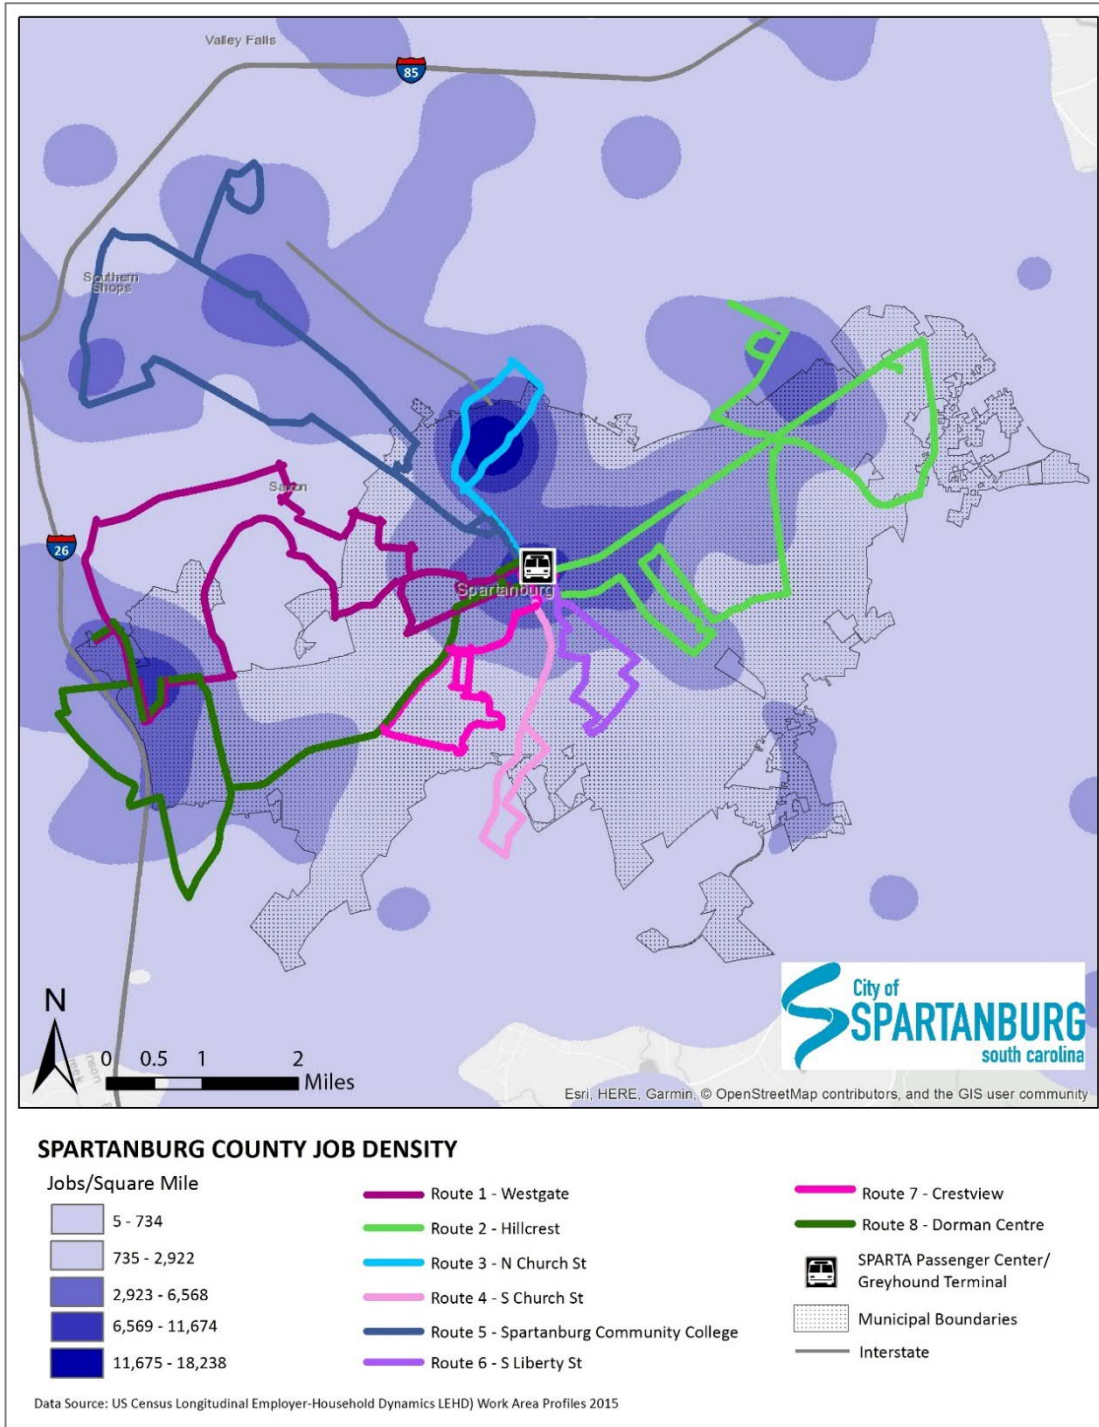 Valley Falls
85
Southern
Shops
Saxon
26
Spartanburg
N
0 0.5 1 2
Miles
City of
SPARTANBURG
south carolina
Esri, HERE, Garmin, © OpenStreetMap contributors, and the GIS user community
SPARTANBURG COUNTY JOB DENSITY
Jobs/Square Mile
5 - 734
735 - 2,922
2,923 - 6,568
6,569 - 11,674
11,675 - 18,238
Route 1 - Westgate
Route 2 - Hillcrest
Route 3 - N Church St
Route 4 - S Church St
Route 5 - Spartanburg Community College
Route 6 - S Liberty St
Route 7 - Crestview
Route 8 - Dorman Centre
SPARTA Passenger Center/
Greyhound Terminal
Municipal Boundaries
Interstate
Data Source: US Census Longitudinal Employer-Household Dynamics LEHD) Work Area Profiles 2015